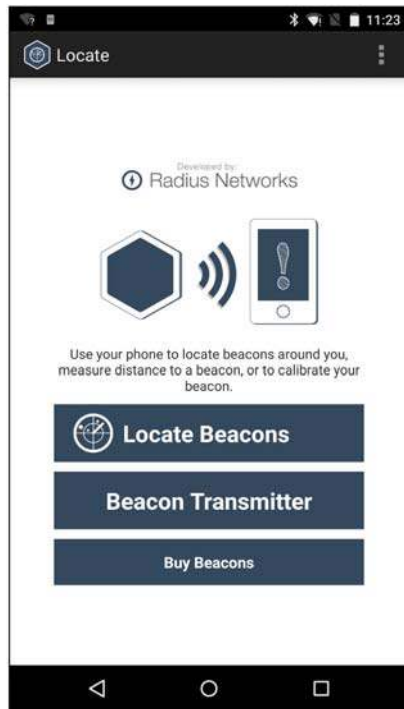 11:23
Locate
Developed by:
Radius Networks
Use your phone to locate beacons around you,
measure distance to a beacon, or to calibrate your
beacon.
Locate Beacons
Beacon Transmitter
Buy Beacons